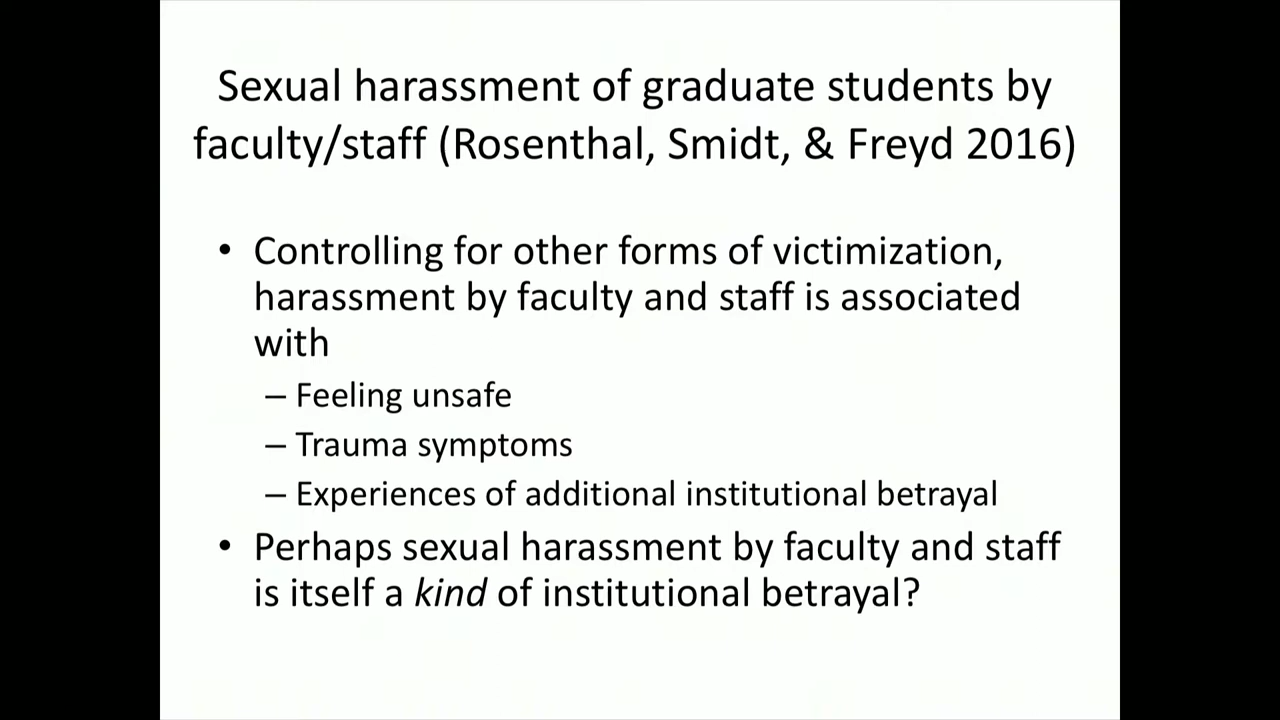 Sexual harassment of graduate students by
faculty/staff (Rosenthal, Smidt, & Freyd 2016)
• Controlling for other forms of victimization,
harassment by faculty and staff is associated
with
– Feeling unsafe
– Trauma symptoms
– Experiences of additional institutional betrayal
• Perhaps sexual harassment by faculty and staff
is itself a kind of institutional betrayal?